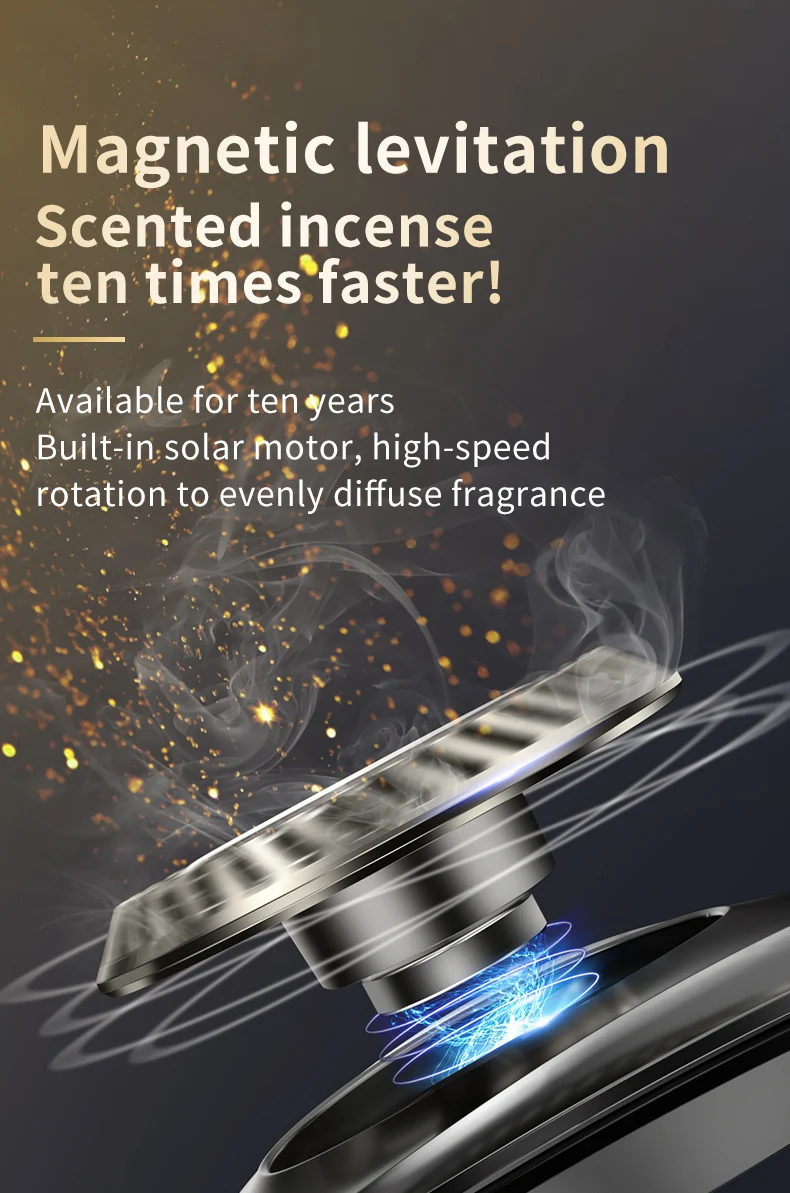 Magnetic levitation
Scented incense
ten times faster!
Available for ten years
Built-in solar motor, high-speed
rotation to evenly diffuse fragrance